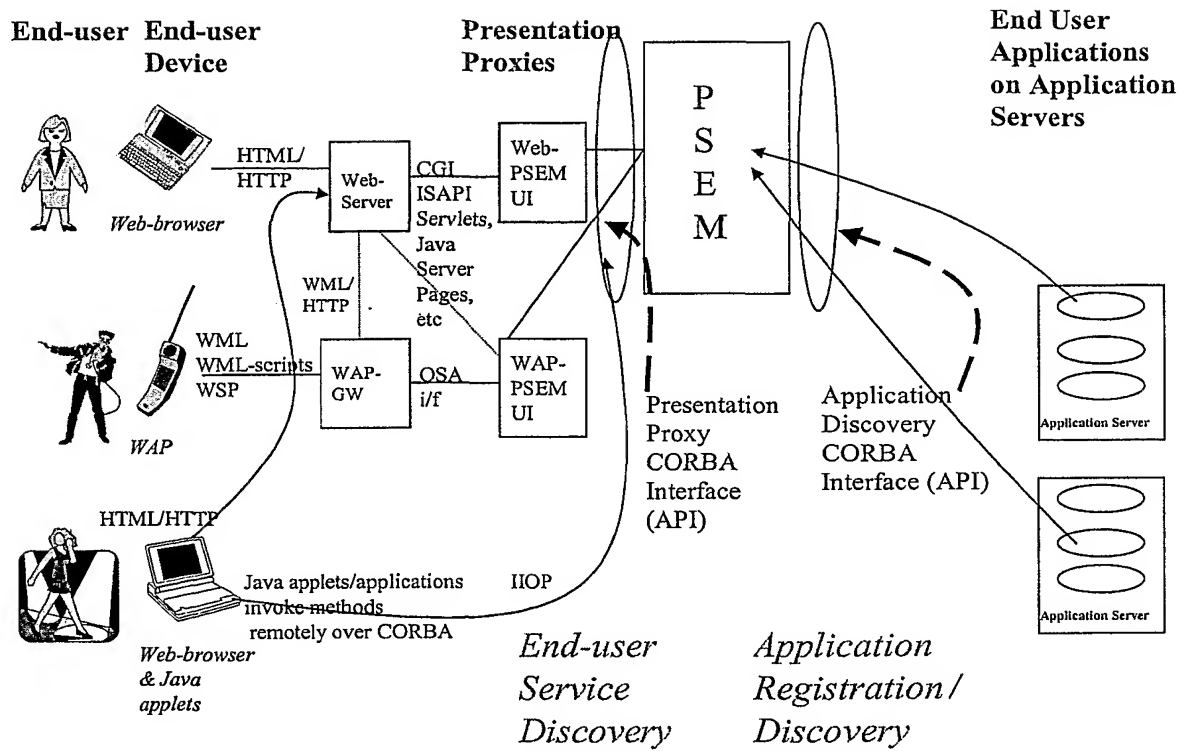 End-user
End-user
Device
Presentation
Proxies
End User
Applications
on Application
Servers
P
S
E
M
HTML/
HTTP
Web-browser
Web-
Server
CGI
ISAPI
Servlets,
Java
Server
Pages,
etc
Web-
PSEM
UI
WML/
HTTP
WML
WML-scripts
WSP
WAP
WAP-
GW
OSA
i/f
WAP-
PSEM
UI
Presentation
Proxy
CORBA
Interface
(API)
Application
Discovery
CORBA
Interface (API)
Application Server
Application Server
HTML/HTTP
Java applets/applications
invoke methods
remotely over CORBA
IIOP
Web-browser
& Java
applets
End-user
Service
Discovery
Application
Registration/
Discovery